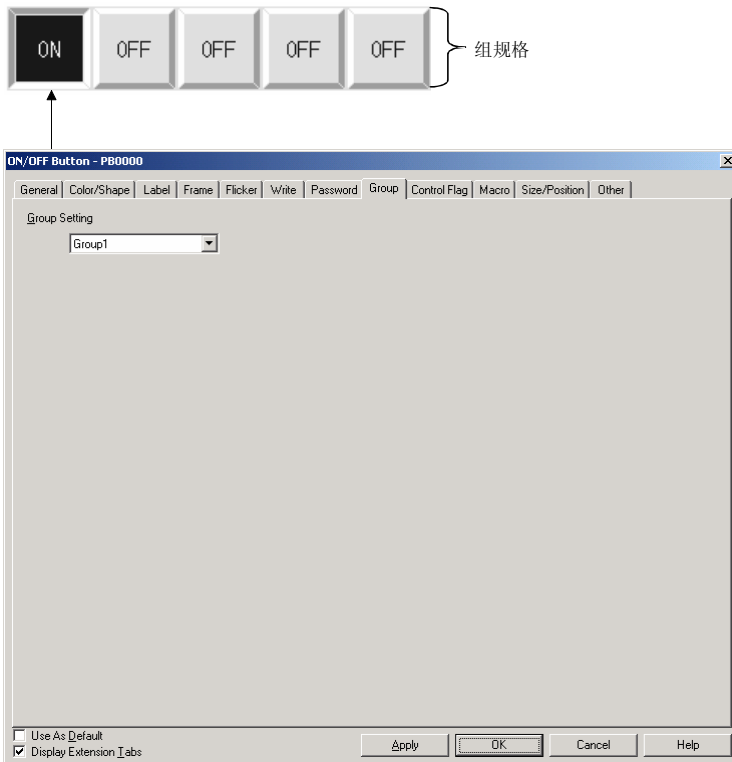 ON OFF OFF OFF OFF 组规格
ON/OFF Button - PB0000
General Color/Shape Label Frame Flicker Write Password Group Control Flag Macro Size/Position Other
Group Setting
Group1
Use As Default
Display Extension Tabs
Apply OK Cancel Help